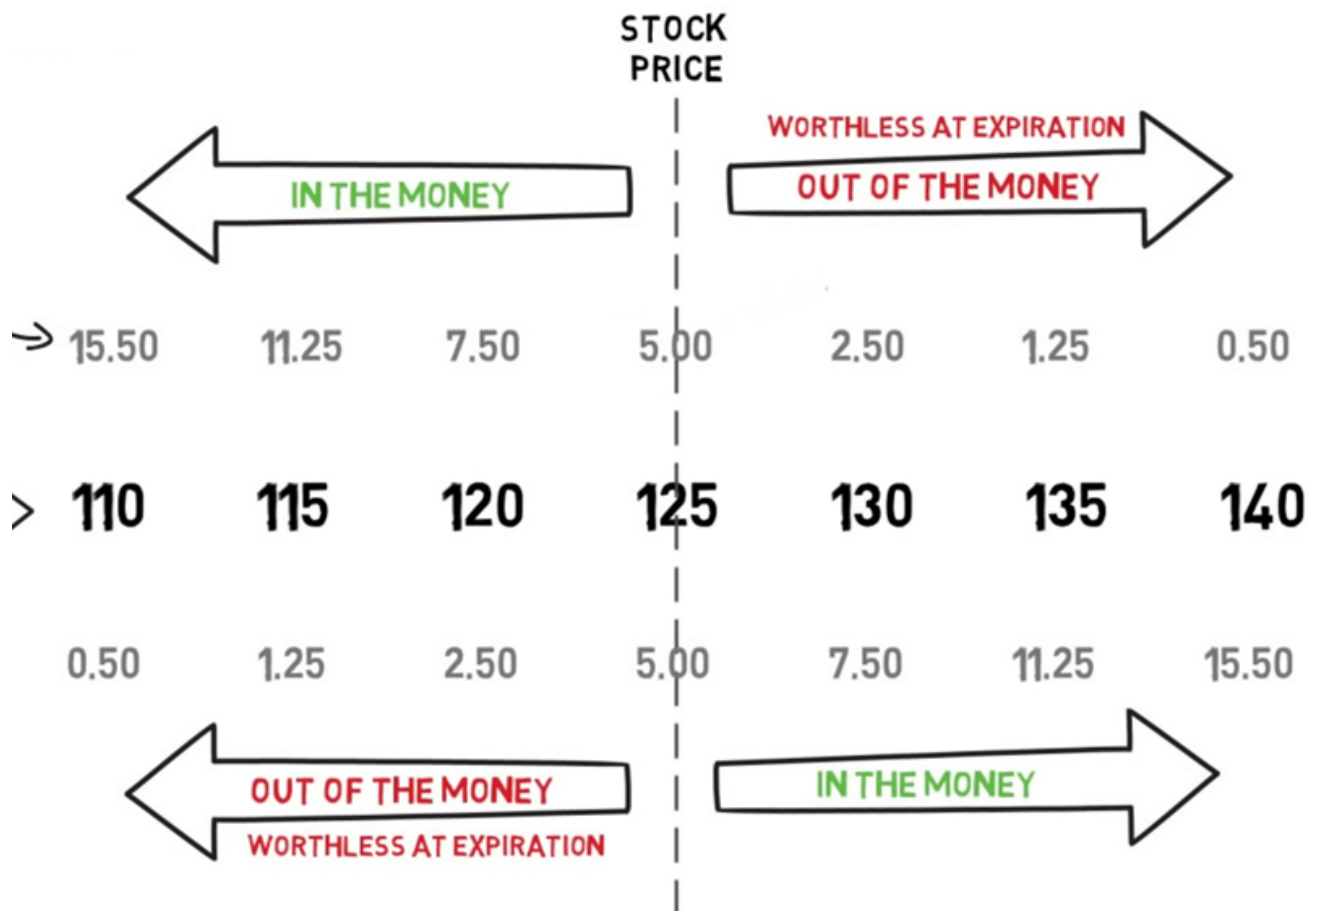 STOCK
PRICE
WORTHLESS AT EXPIRATION
IN THE MONEY
OUT OF THE MONEY
15.50 11.25 7.50 5.00 2.50 1.25 0.50
110 115 120 125 130 135 140
0.50 1.25 2.50 5.00 7.50 11.25 15.50
OUT OF THE MONEY
IN THE MONEY
WORTHLESS AT EXPIRATION